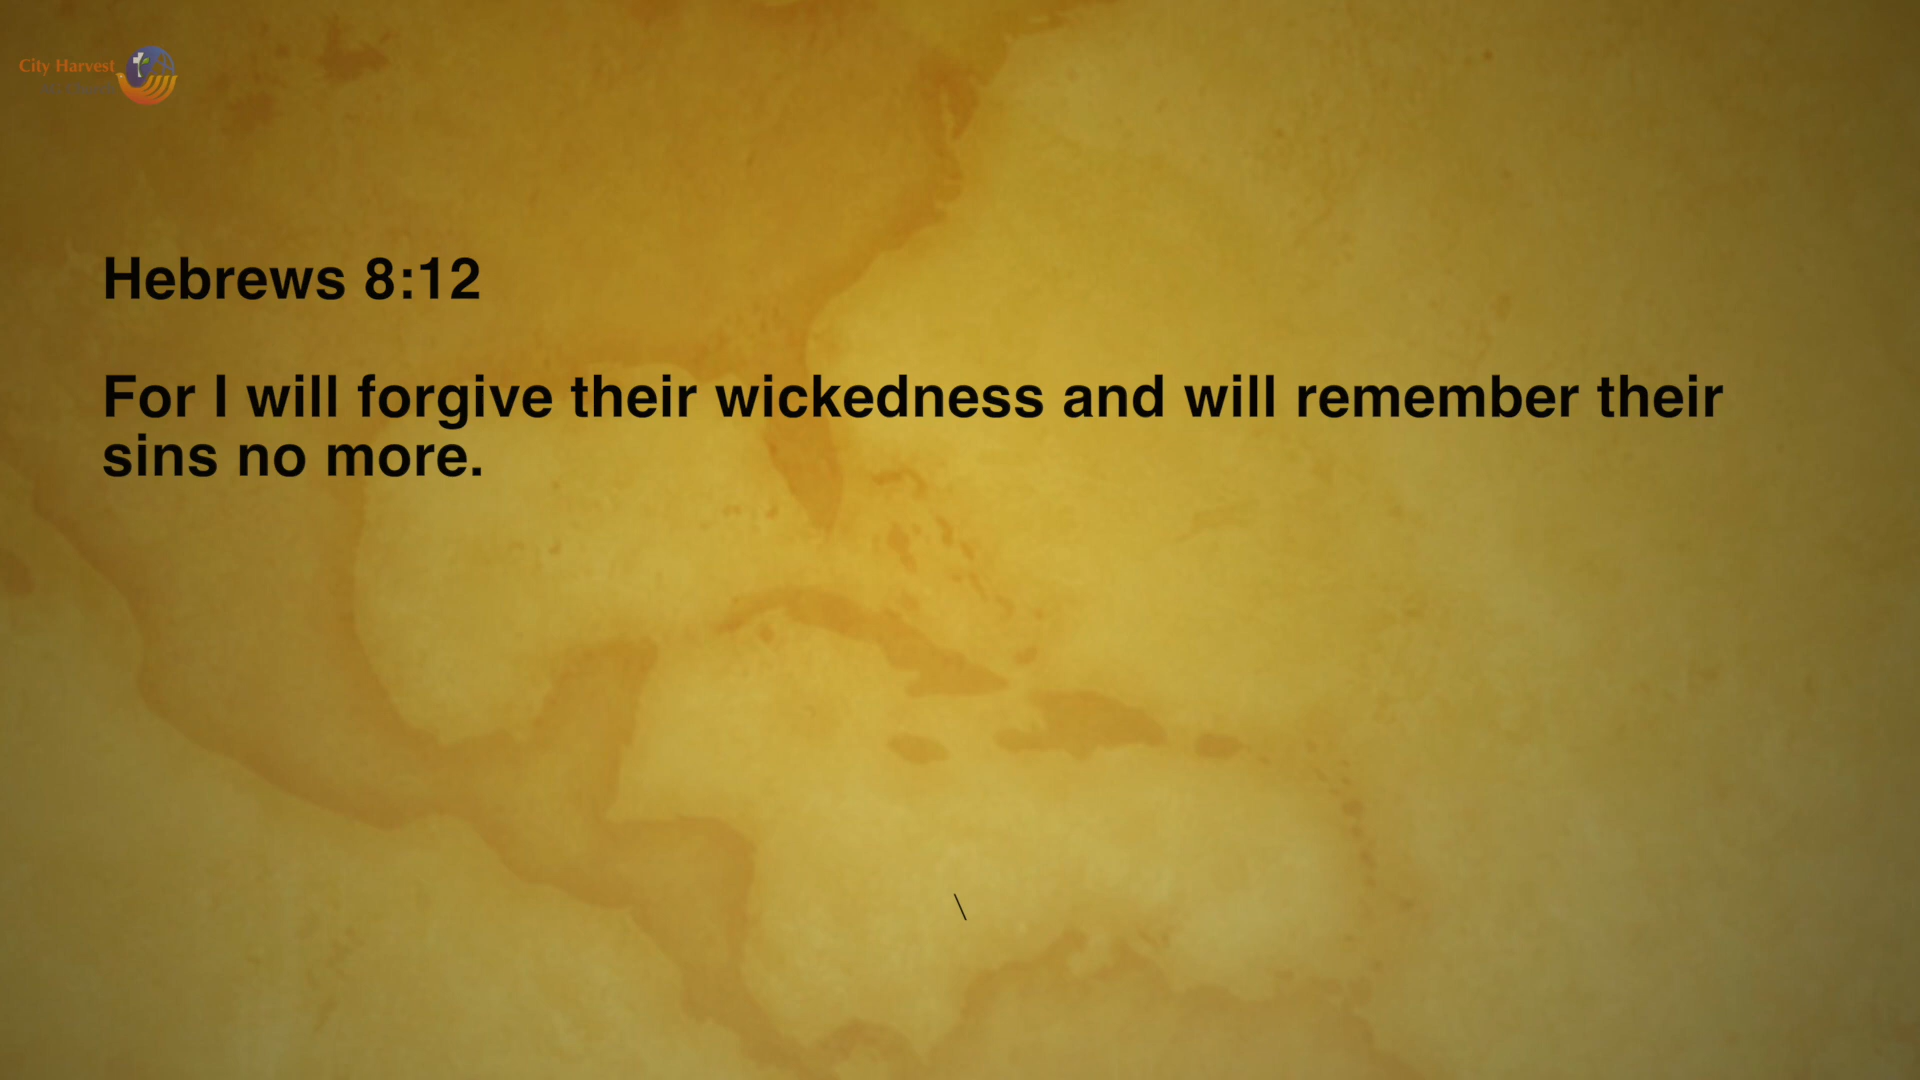 City Harvest
Hebrews 8:12
For I will forgive their wickedness and will remember their
sins no more.
\